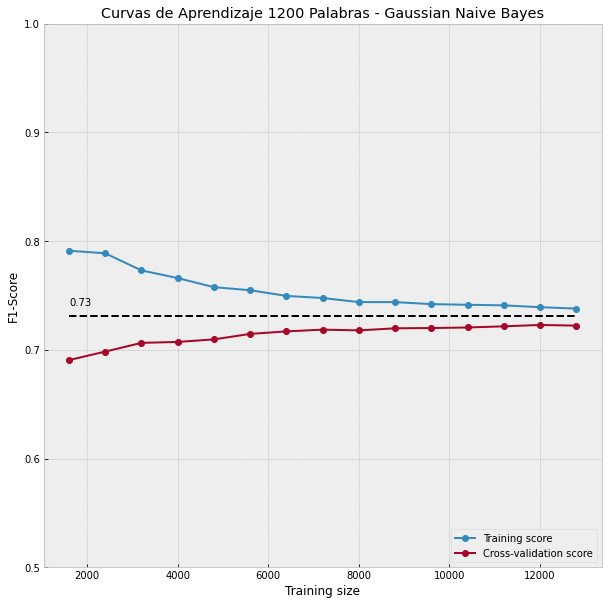 Curvas de Aprendizaje 1200 Palabras - Gaussian Naive Bayes
1.0
0.9
0.8
0.7
0.6
0.5
F1-Score
0.73
Training score
Cross-validation score
2000 4000 6000 8000 10000 12000
Training size